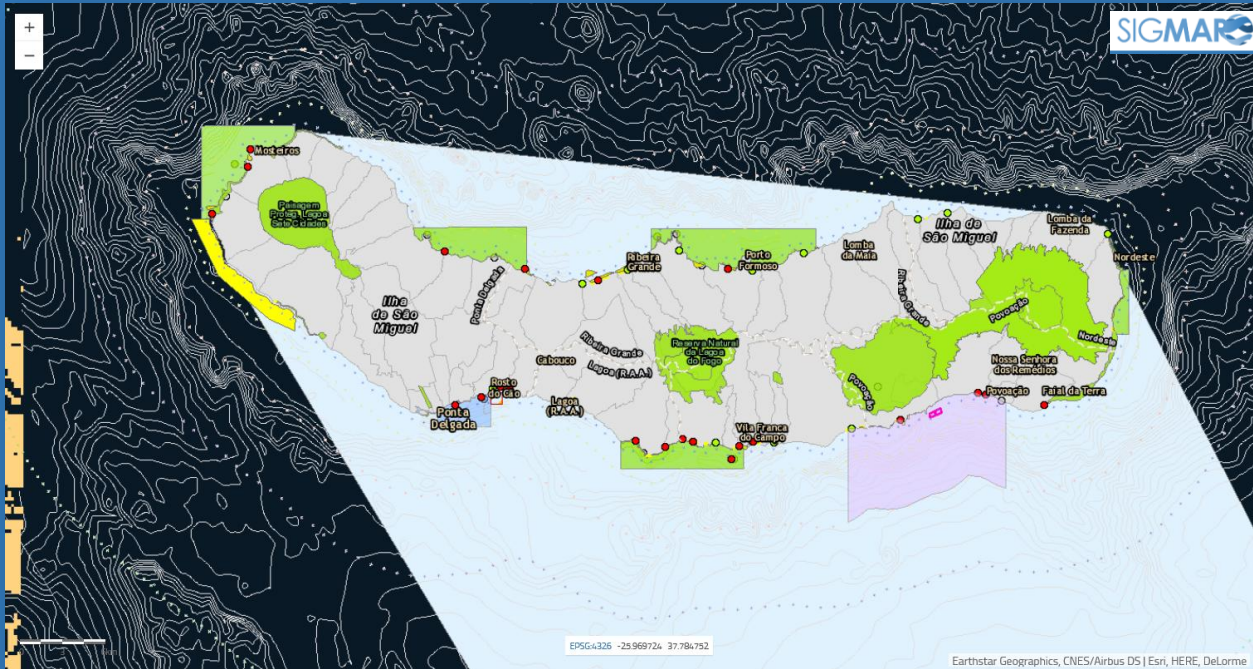 +
−
SIGMAR
Mosteiros
Paisagem
Proteg. Lagoa
Sete Cidades
Ilha de
São Miguel
Lomba da
Fazenda
Nordeste
Lomba
da Maia
Porto
Formoso
Ribeira
Grande
Ponta Delgada
Ilha
de São
Miguel
Ribeira Grande
Povoação
Nordeste
Ribeira Grande
Lagoa (R.A.A.)
Reserva Natural
da Lagoa
do Fogo
Cabouco
Nossa Senhora
dos Remédios
Povoação
Rosto
do Cão
Povoação
Faial da Terra
Lagoa
(R.A.A.)
Ponta
Delgada
Vila Franca
do Campo
EPSG:4326 -25.969724 37.784752
Earthstar Geographics, CNES/Airbus DS | Esri, HERE, DeLorme